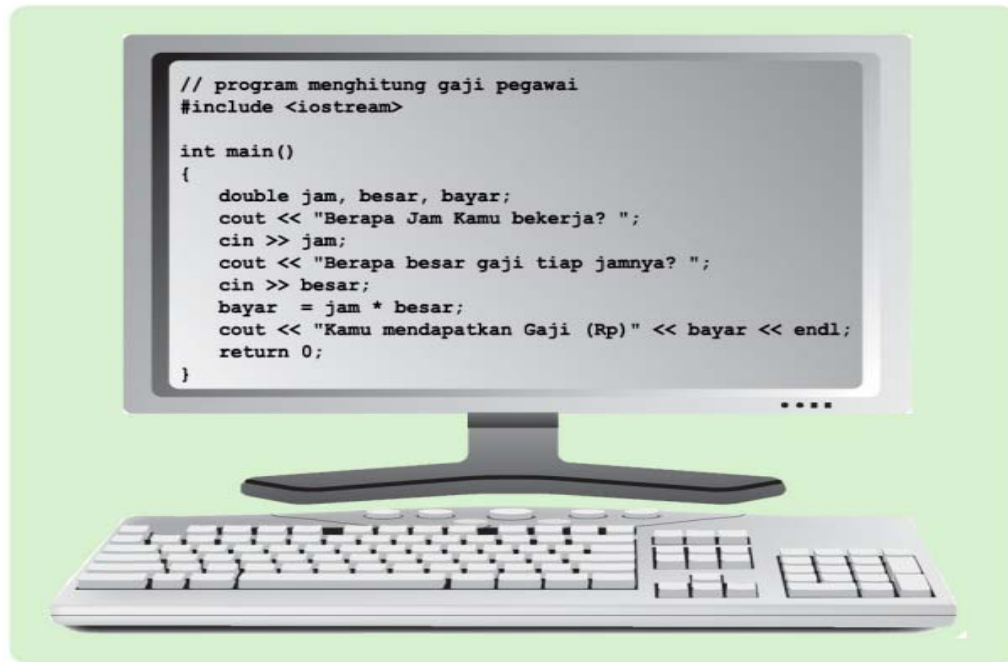 // program menghitung gaji pegawai
#include <iostream>
int main()
{
double jam, besar, bayar;
cout << "Berapa Jam Kamu bekerja? ";
cin >> jam;
cout << "Berapa besar gaji tiap jamnya? ";
cin >> besar;
bayar  = jam * besar;
cout << "Kamu mendapatkan Gaji (Rp)" << bayar << endl;
return 0;
}